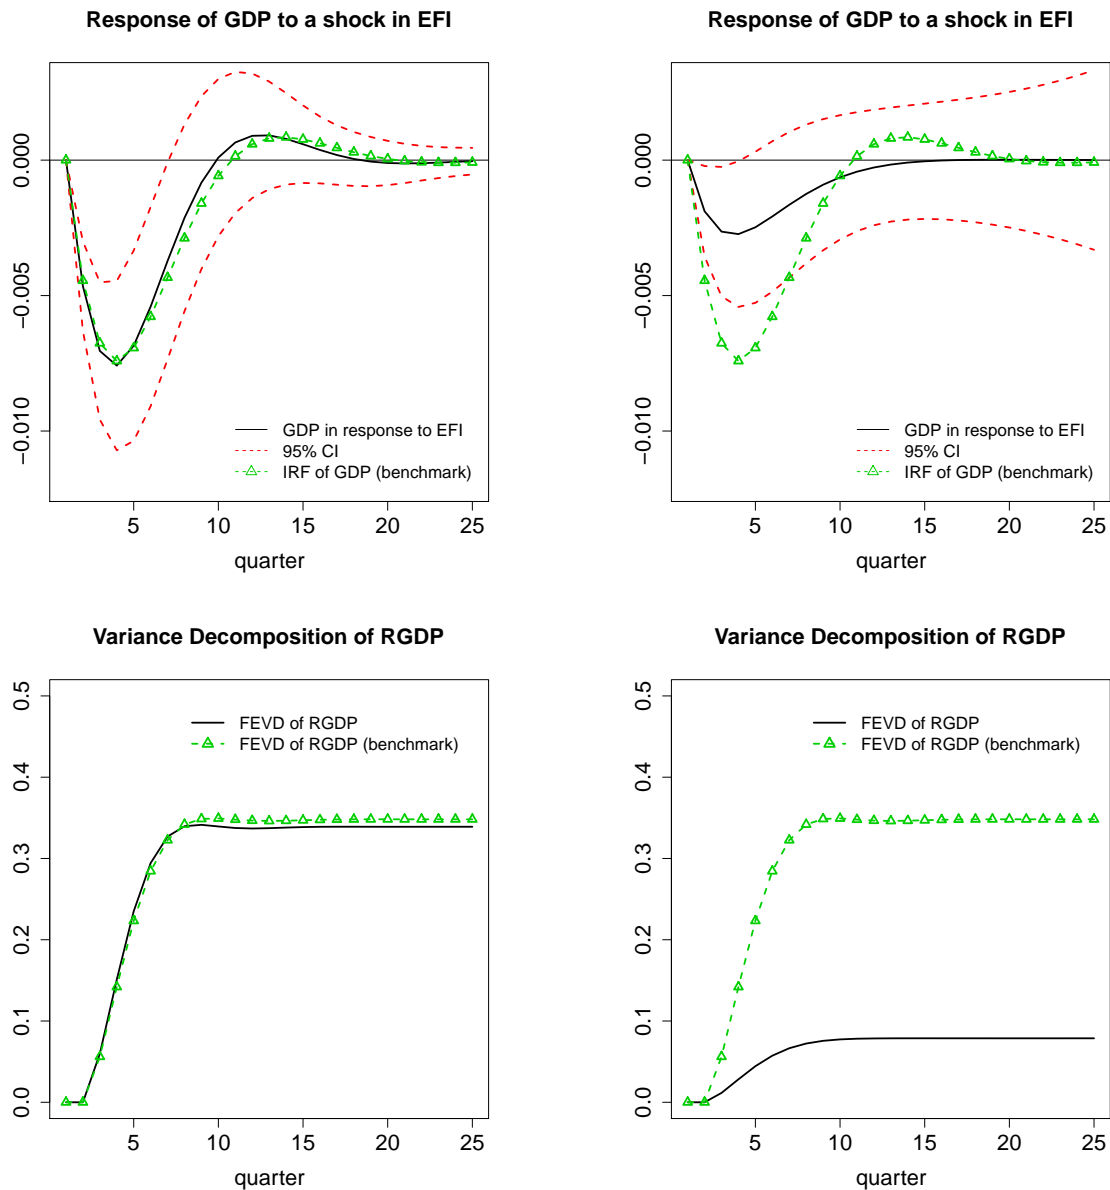 Response of GDP to a shock in EFI
0.000
−0.005
−0.010
GDP in response to EFI
95% CI
IRF of GDP (benchmark)
5 10 15 20 25
quarter
Response of GDP to a shock in EFI
0.000
−0.005
−0.010
GDP in response to EFI
95% CI
IRF of GDP (benchmark)
5 10 15 20 25
quarter
Variance Decomposition of RGDP
0.5
0.4
0.3
0.2
0.1
0.0
FEVD of RGDP
FEVD of RGDP (benchmark)
5 10 15 20 25
quarter
Variance Decomposition of RGDP
0.5
0.4
0.3
0.2
0.1
0.0
FEVD of RGDP
FEVD of RGDP (benchmark)
5 10 15 20 25
quarter